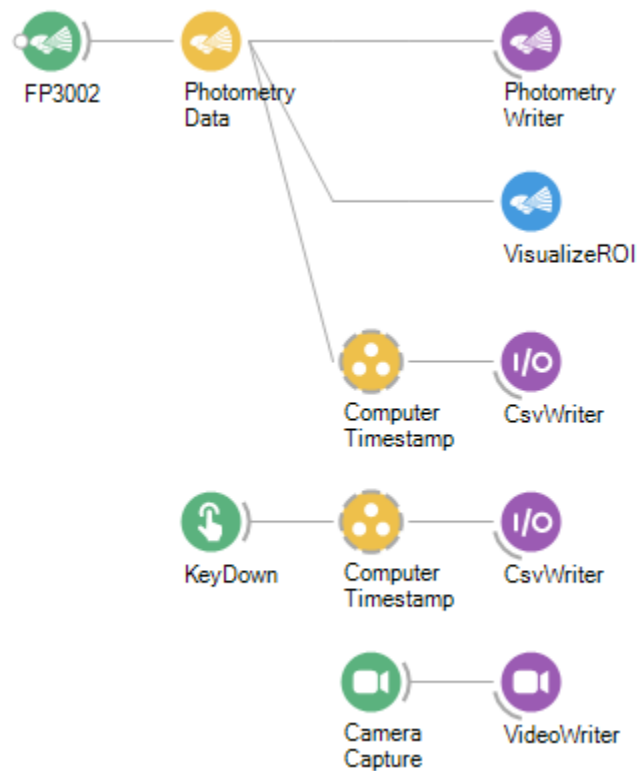 FP3002
Photometry
Data
Photometry
Writer
VisualizeROI
I/O
Computer
Timestamp
CsvWriter
I/O
KeyDown
Computer
Timestamp
CsvWriter
Camera
Capture
VideoWriter